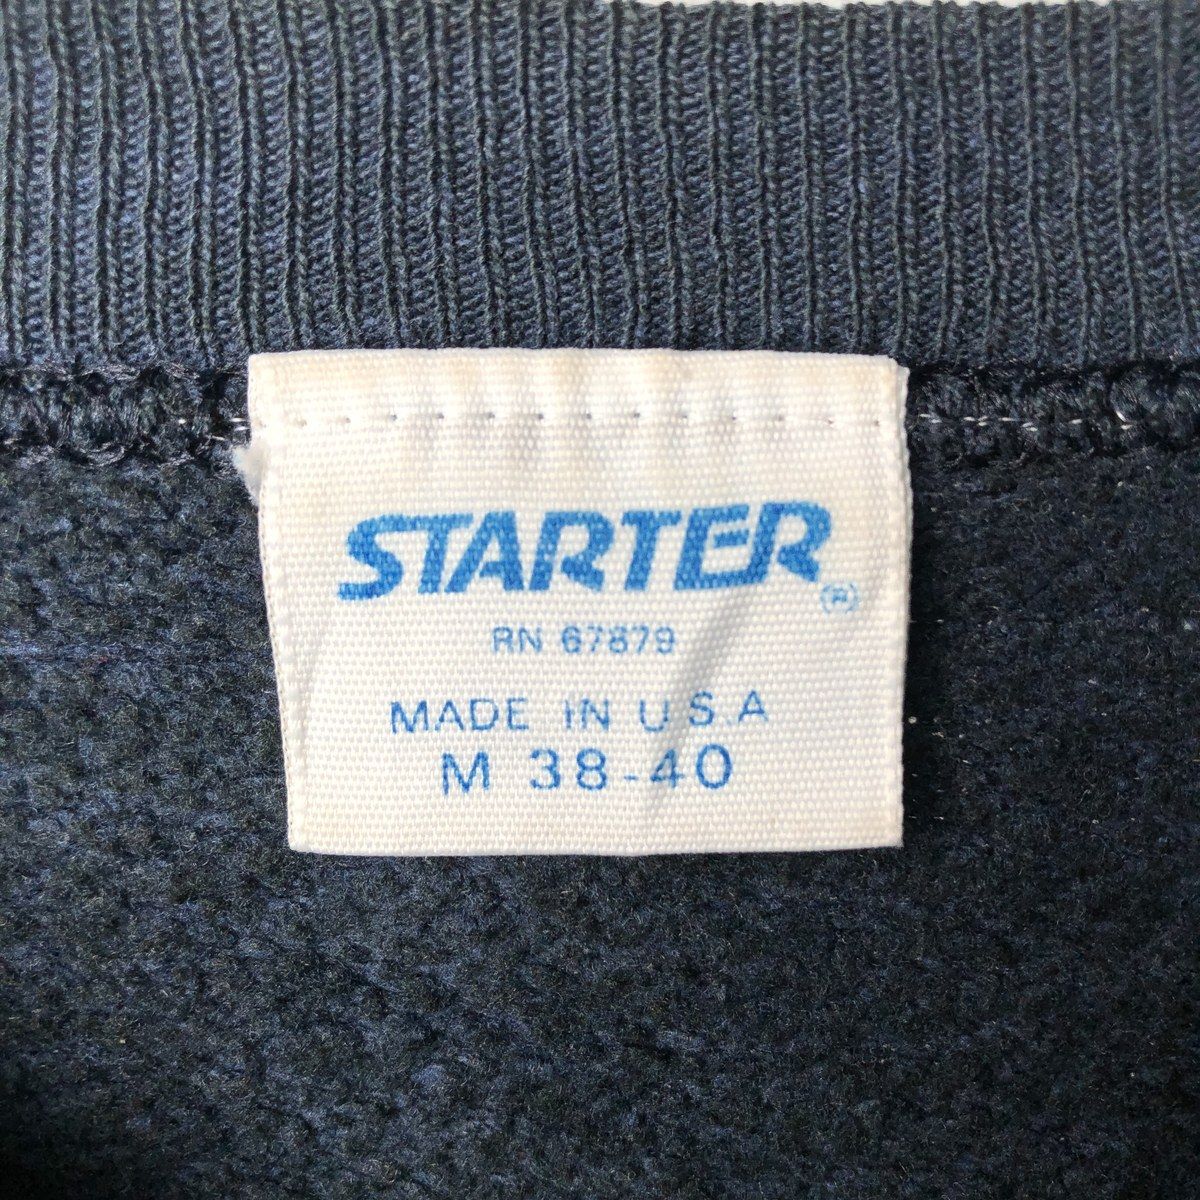 STARTER ®
RN 67879
MADE IN U.S.A
M 38-40